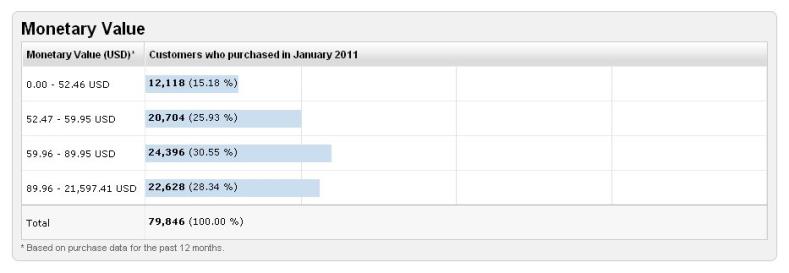 Monetary Value
Monetary Value (USD)* Customers who purchased in January 2011
0.00 - 52.46 USD 12,118 (15.18 %)
52.47 - 59.95 USD 20,704 (25.93 %)
59.96 - 89.95 USD 24,396 (30.55 %)
89.96 - 21,597.41 USD 22,628 (28.34 %)
Total 79,846 (100.00 %)
* Based on purchase data for the past 12 months.